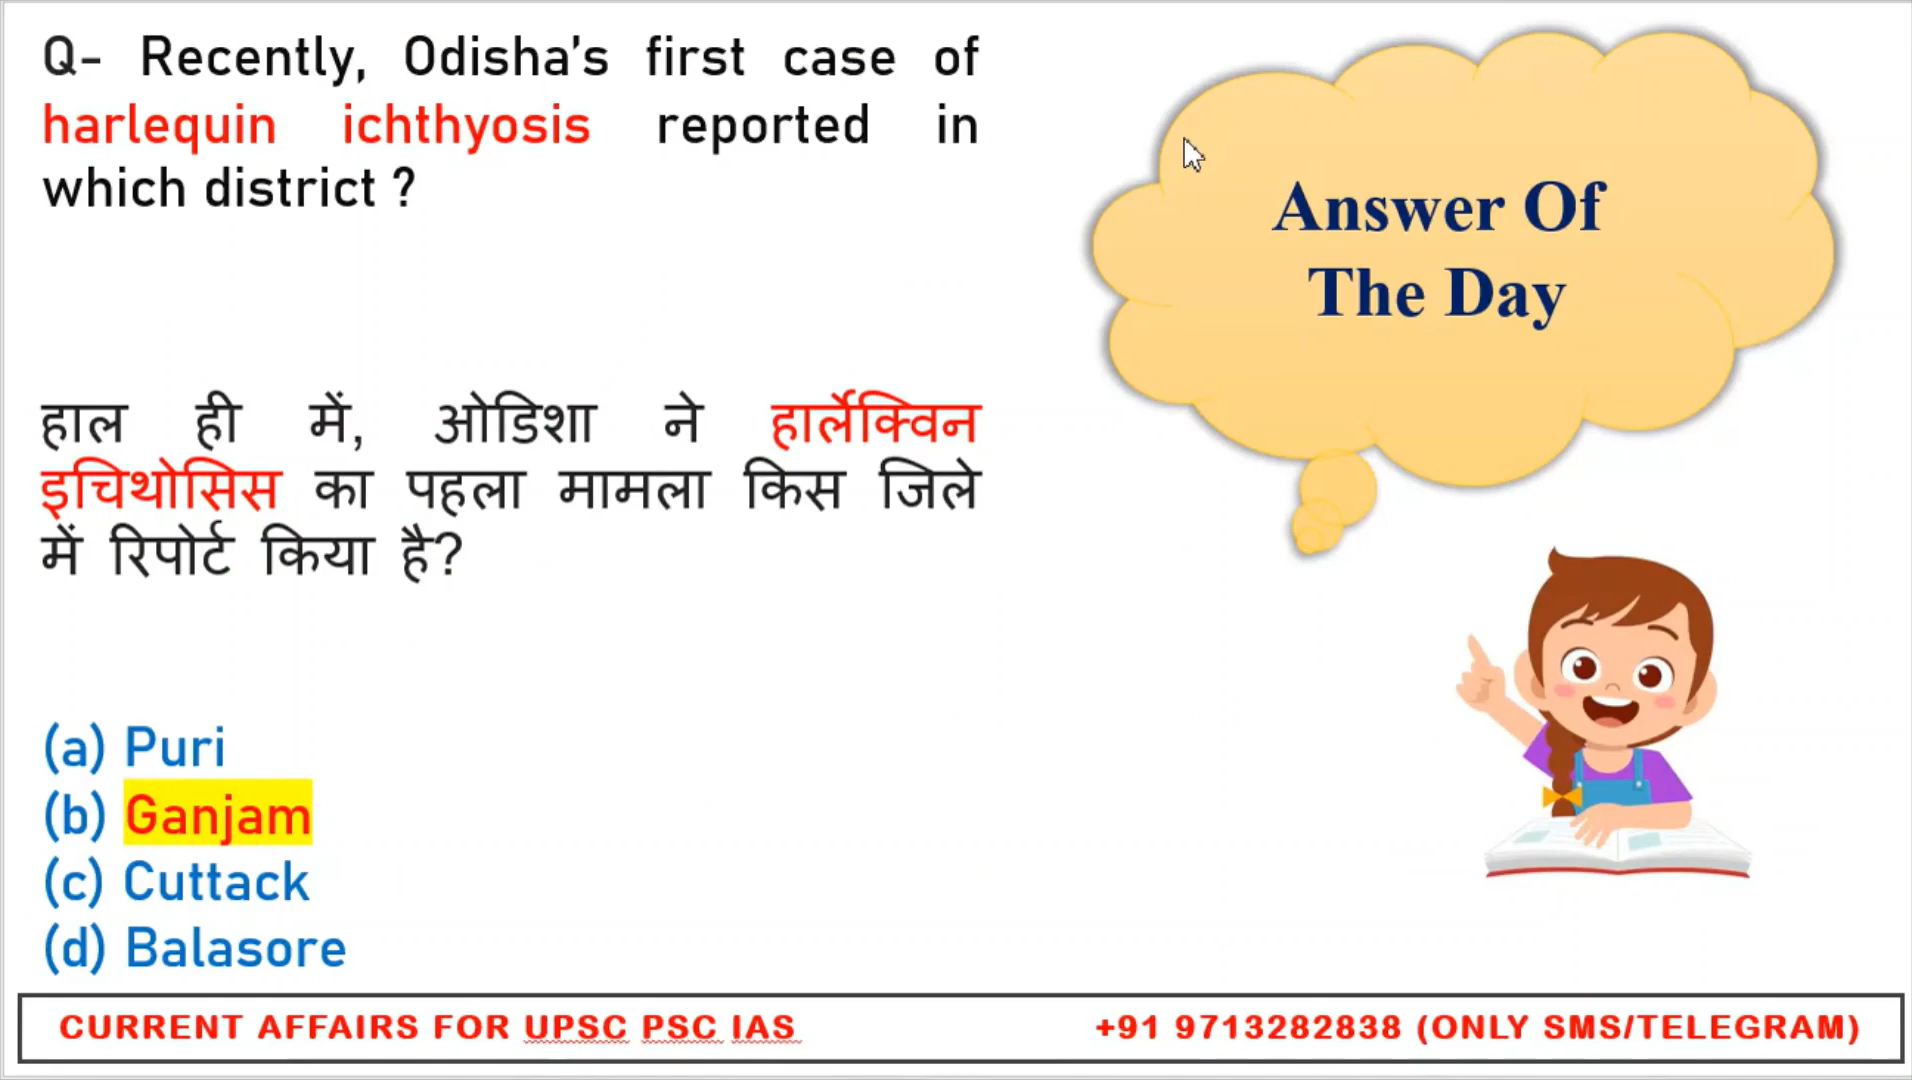 Q- Recently, Odisha’s first case of
harlequin ichthyosis reported in
which district ?
हाल ही में, ओडिशा ने हार्लेक्विन
इचिथोसिस का पहला मामला किस जिले
में रिपोर्ट किया है?
(a) Puri
(b) Ganjam
(c) Cuttack
(d) Balasore
Answer Of
The Day
CURRENT AFFAIRS FOR UPSC PSC IAS
+91 9713282838 (ONLY SMS/TELEGRAM)